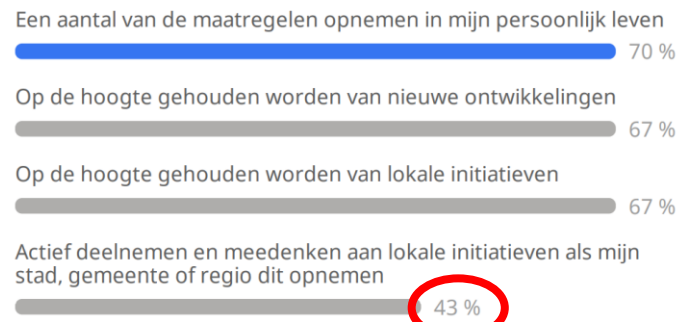 Een aantal van de maatregelen opnemen in mijn persoonlijk leven
70 %
Op de hoogte gehouden worden van nieuwe ontwikkelingen
67 %
Op de hoogte gehouden worden van lokale initiatieven
67 %
Actief deelnemen en meedenken aan lokale initiatieven als mijn
stad, gemeente of regio dit opnemen
43 %